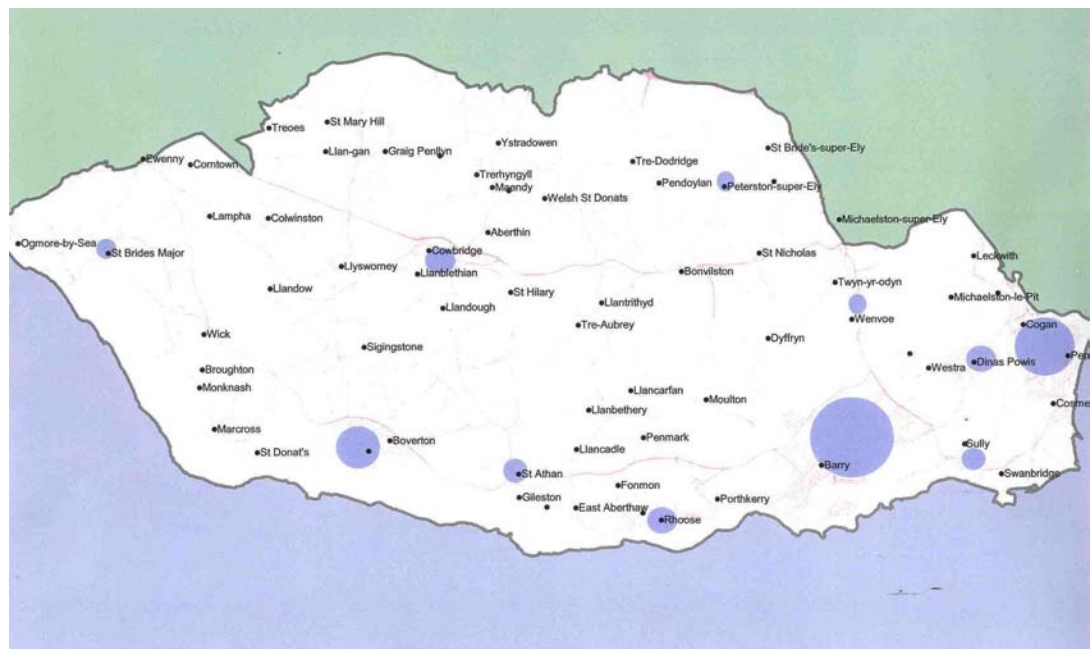 St Mary Hill
Treoes
Ystradowen
St Bride's-super-Ely
Llan-gan
Graig Penllyn
Ewenny
Corntown
Tre-Dodridge
Trerhyngyll
Pendoylan
Peterston-super-Ely
Maendy
Welsh St Donats
Lampha
Colwinston
Michaelston-super-Ely
Aberthin
Ogmore-by-Sea
St Brides Major
Cowbridge
St Nicholas
Leckwith
Llysworney
Llanblethian
Bonvilston
Twyn-yr-odyn
Llandow
St Hilary
Michaelston-le-Pit
Llandough
Llantrithyd
Wenvoe
Tre-Aubrey
Cogan
Wick
Dyffryn
Sigingstone
Pen
Dinas Powis
Westra
Broughton
Monknash
Llancarfan
Moulton
Cosme
Llanbethery
Marcross
Boverton
Penmark
Sully
St Donat's
Llancadle
Barry
St Athan
Swanbridge
Fonmon
Gileston
Porthkerry
East Aberthaw
Rhoose